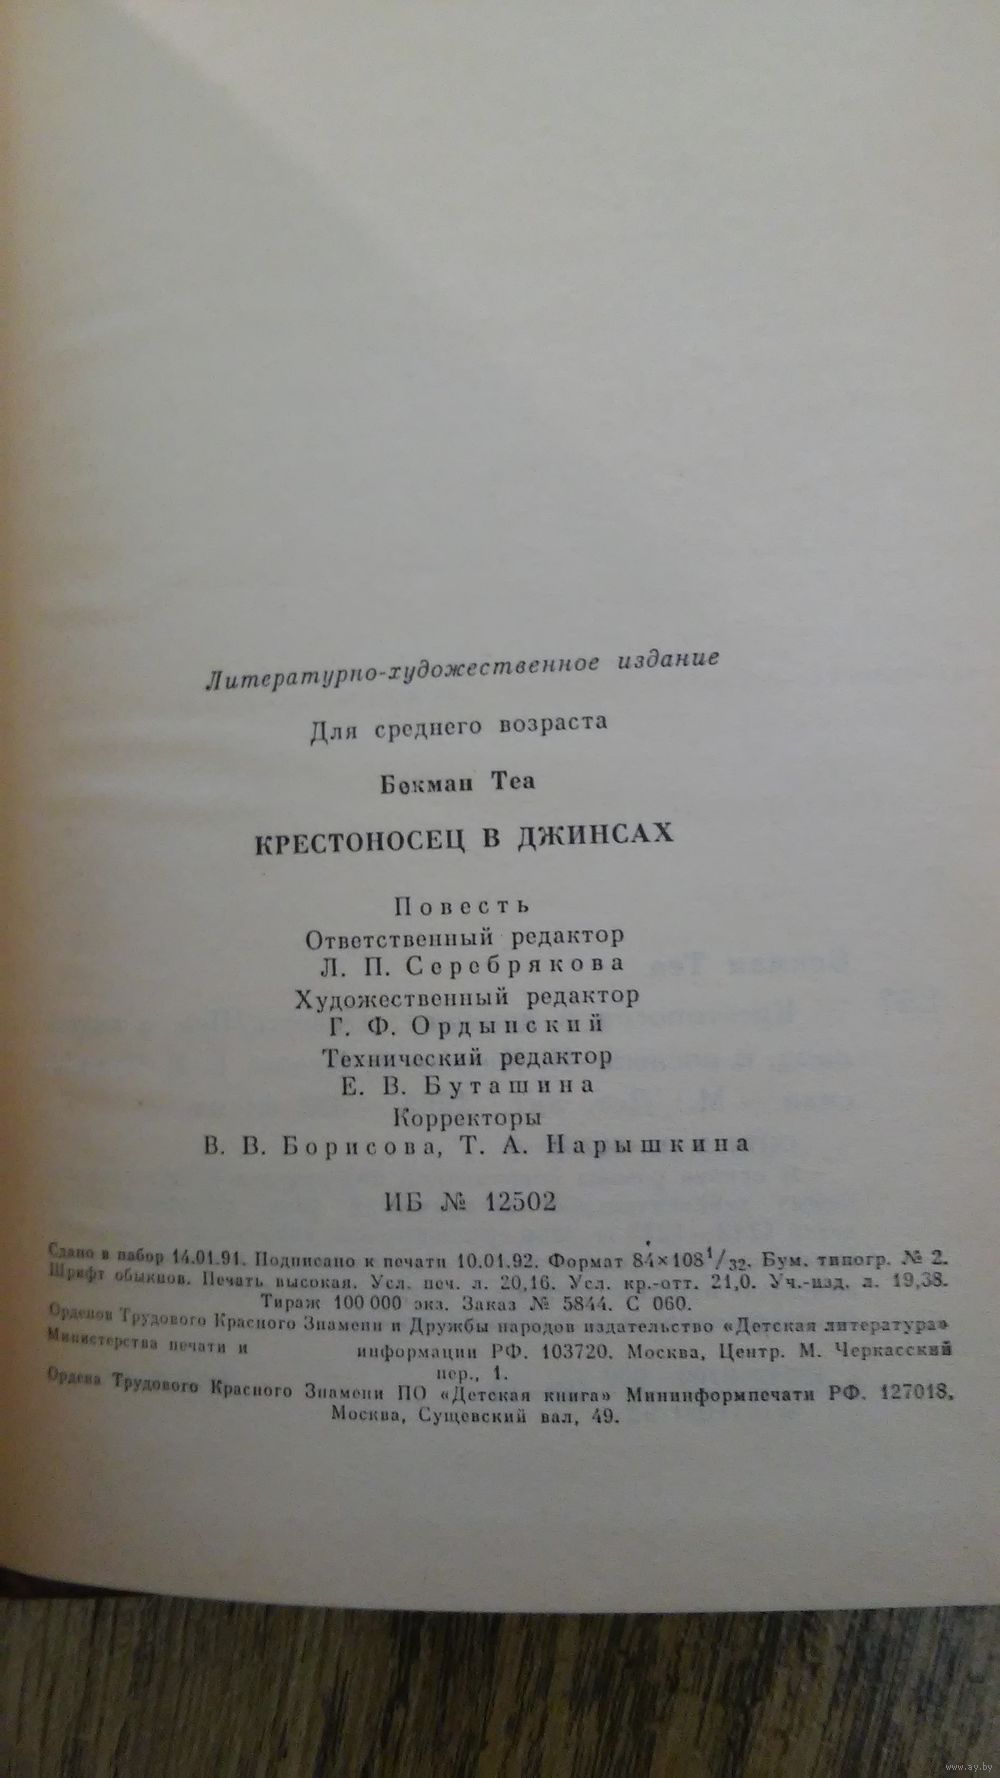 Литературно-художественное издание
Для среднего возраста
Бекман Теа
КРЕСТОНОСЕЦ В ДЖИНСАХ
Повесть
Ответственный редактор
Л. П. Серебрякова
Художественный редактор
Г. Ф. Ордынский
Технический редактор
Е. В. Буташина
Корректоры
В. В. Борисова, Т. А. Нарышкина
ИБ № 12502
Сдано в набор 14.01.91. Подписано к печати 10.01.92. Формат 84×108 1/32. Бум. типогр. № 2.
Шрифт обыкнов. Печать высокая. Усл. печ. л. 20,16. Усл. кр.-отт. 21,0. Уч.-изд. л. 19,38.
Тираж 100 000 экз. Заказ № 5844. С 060.
Орденов Трудового Красного Знамени и Дружбы народов издательство «Детская литература»
Министерства печати и информации РФ. 103720. Москва, Центр. М. Черкасский
пер., 1.
Ордена Трудового Красного Знамени ПО «Детская книга» Мининформпечати РФ. 127018,
Москва, Сущевский вал, 49.
www.ay.by